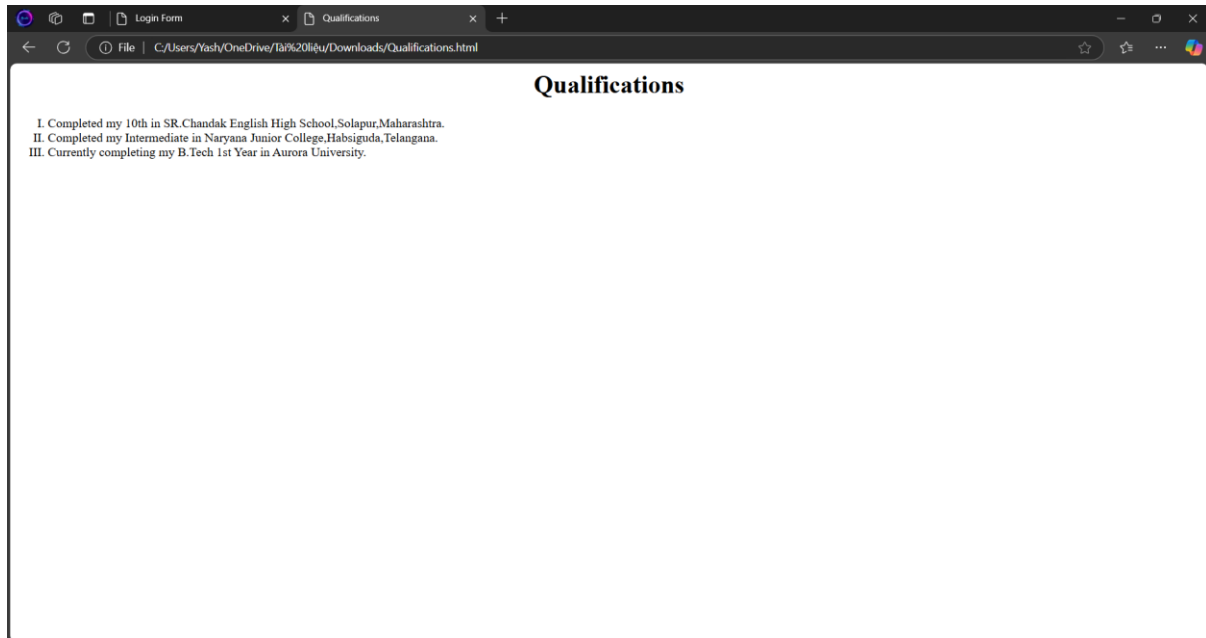 Login Form
Qualifications
File | C:/Users/Yash/OneDrive/Tài%20liệu/Downloads/Qualifications.html
Qualifications
I. Completed my 10th in SR.Chandak English High School,Solapur,Maharashtra.
II. Completed my Intermediate in Naryana Junior College,Habsiguda,Telangana.
III. Currently completing my B.Tech 1st Year in Aurora University.